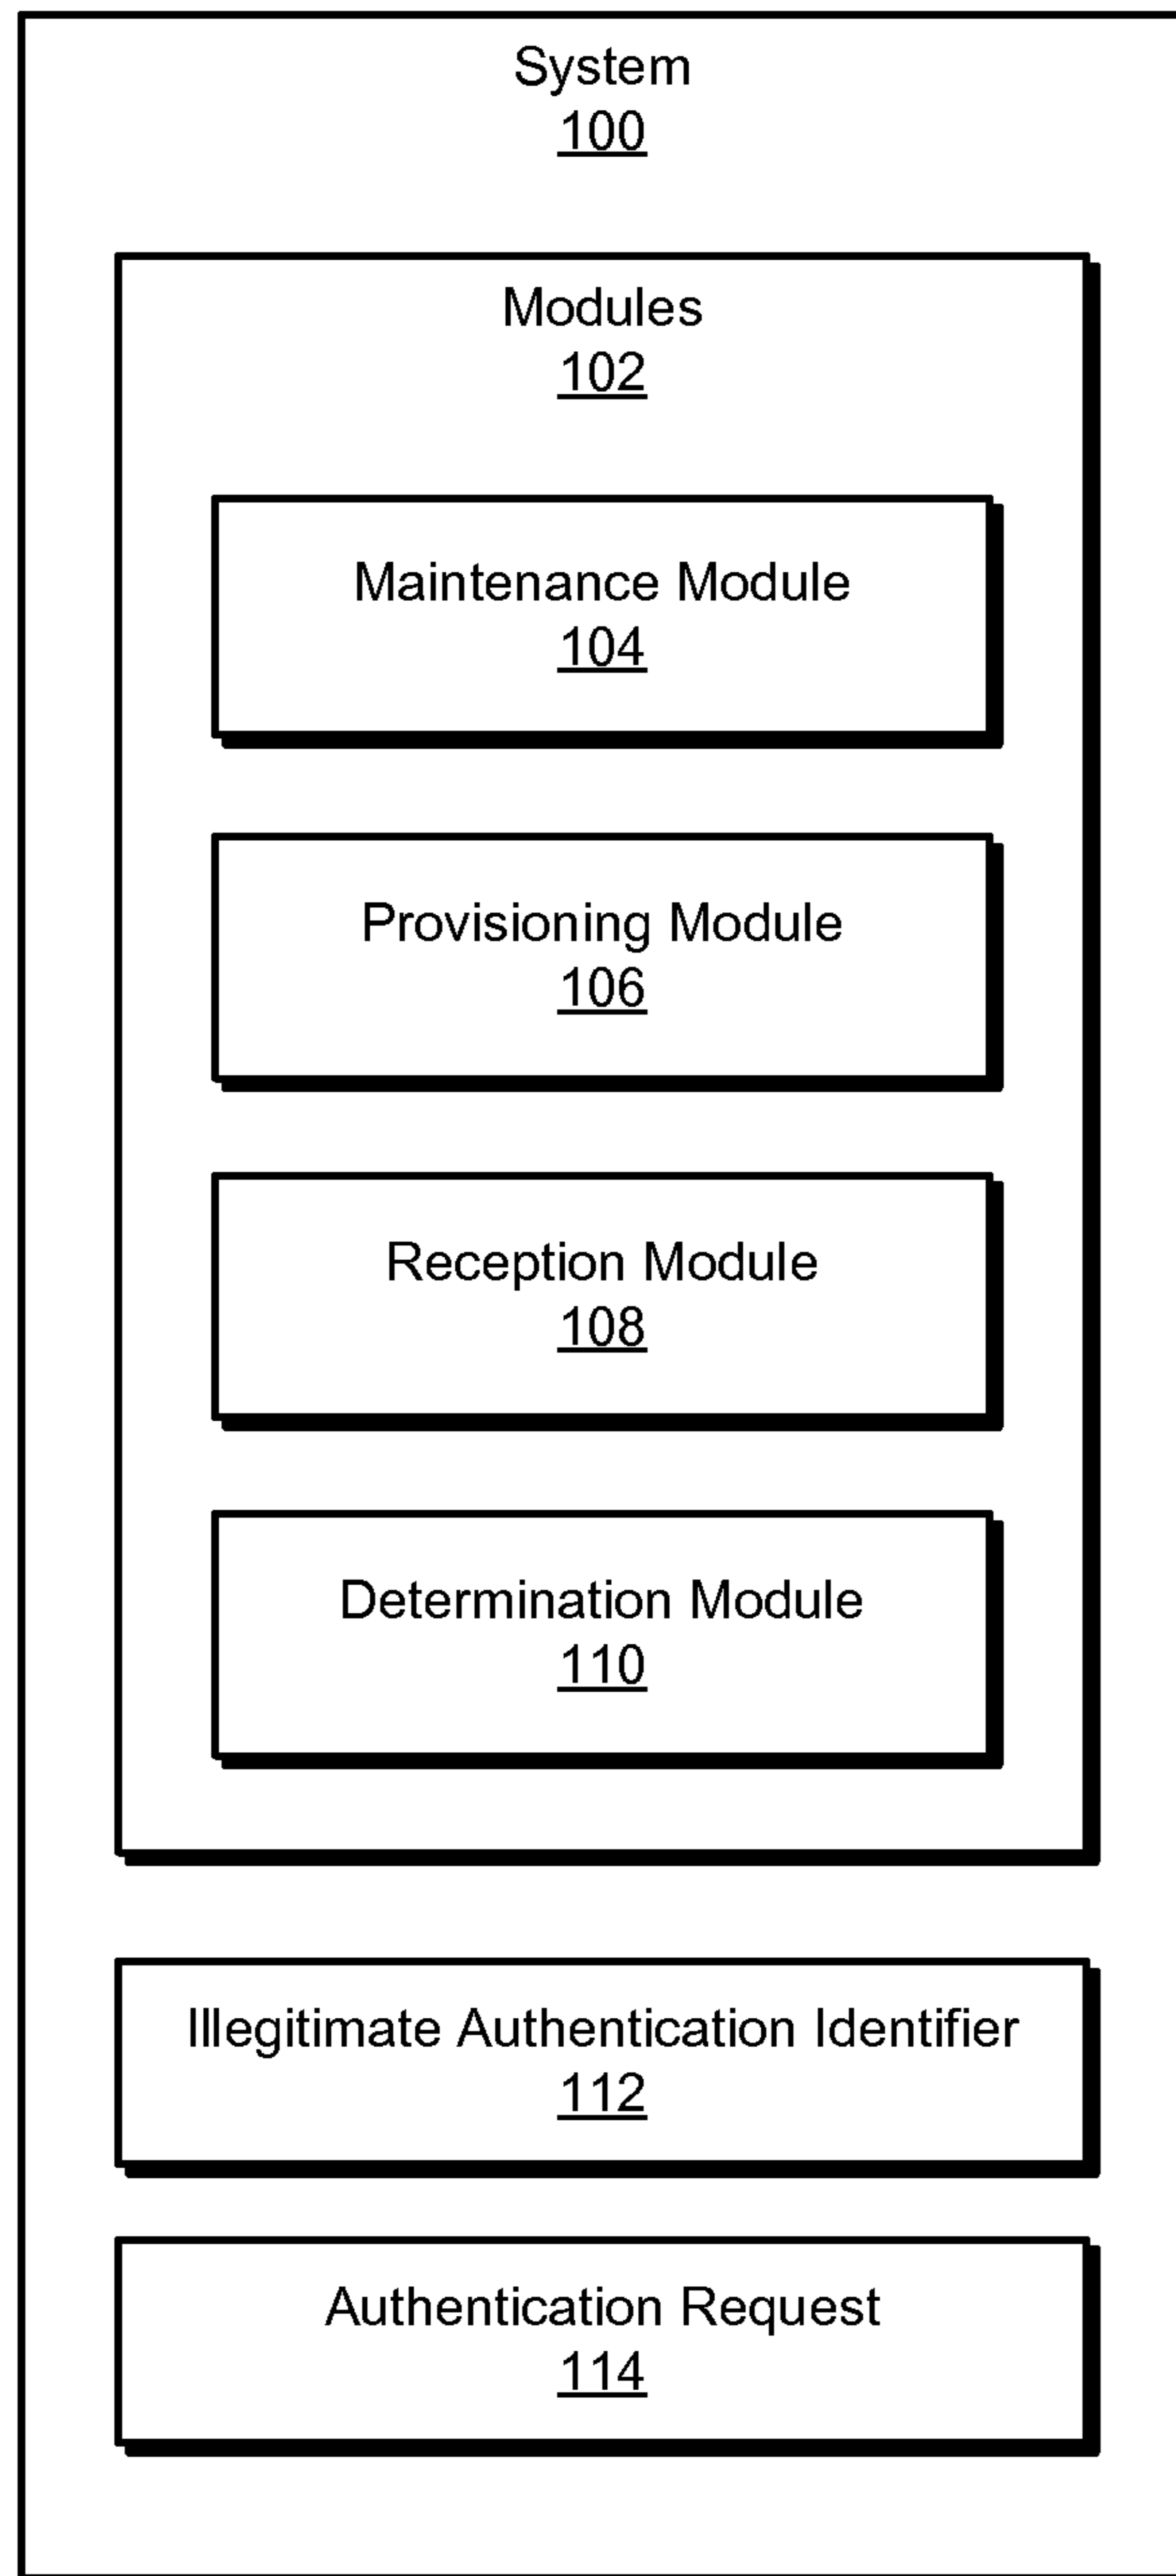 System
100
Modules
102
Maintenance Module
104
Provisioning Module
106
Reception Module
108
Determination Module
110
Illegitimate Authentication Identifier
112
Authentication Request
114